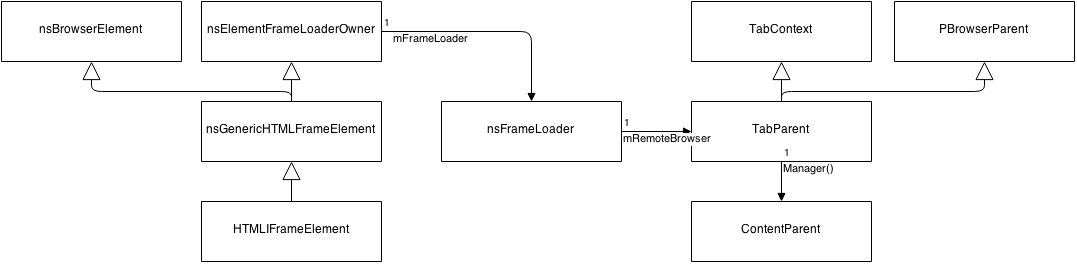 nsBrowserElement
nsElementFrameLoaderOwner
1
mFrameLoader
TabContext
PBrowserParent
nsGenericHTMLFrameElement
nsFrameLoader
1
mRemoteBrowser
TabParent
1
Manager()
HTMLIFrameElement
ContentParent